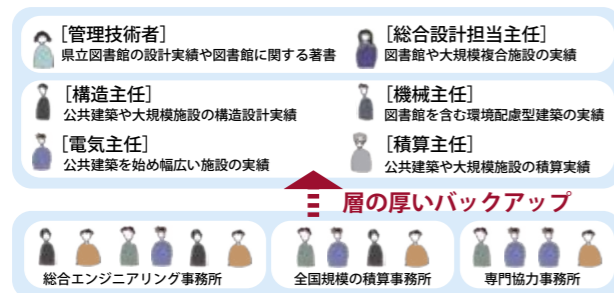 [管理技術者]
県立図書館の設計実績や図書館に関する著書
[総合設計担当主任]
図書館や大規模複合施設の実績
[構造主任]
公共建築や大規模施設の構造設計実績
[機械主任]
図書館を含む環境配慮型建築の実績
[電気主任]
公共建築を始め幅広い施設の実績
[積算主任]
公共建築や大規模施設の積算実績
層の厚いバックアップ
総合エンジニアリング事務所
全国規模の積算事務所
専門協力事務所